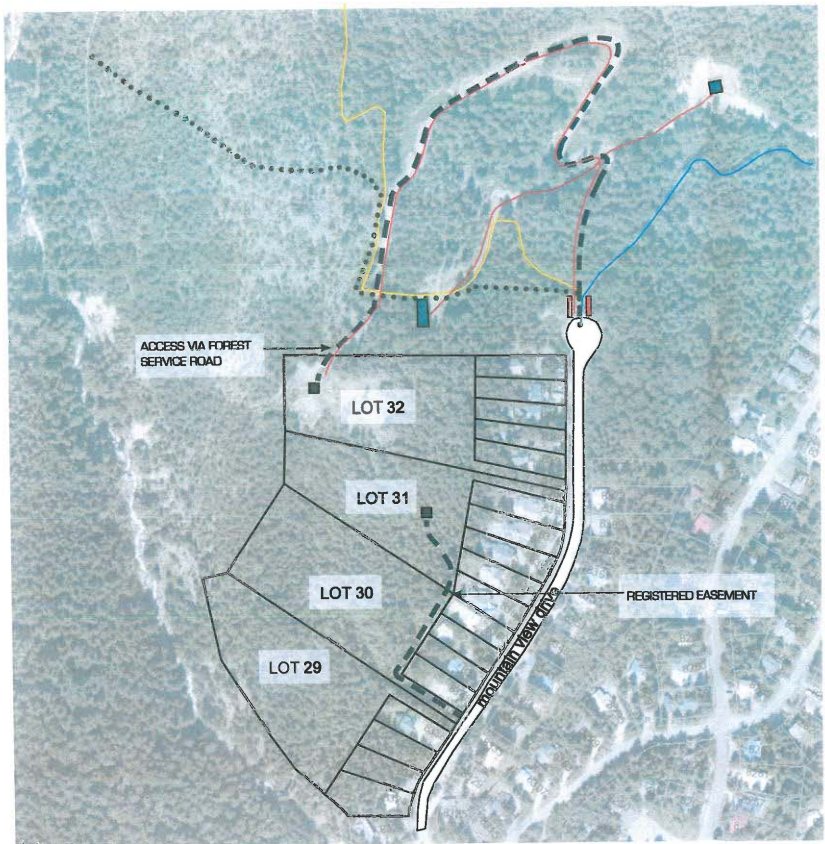 ACCESS VIA FOREST
SERVICE ROAD
LOT 32
LOT 31
LOT 30
REGISTERED EASEMENT
LOT 29
mountain view drive